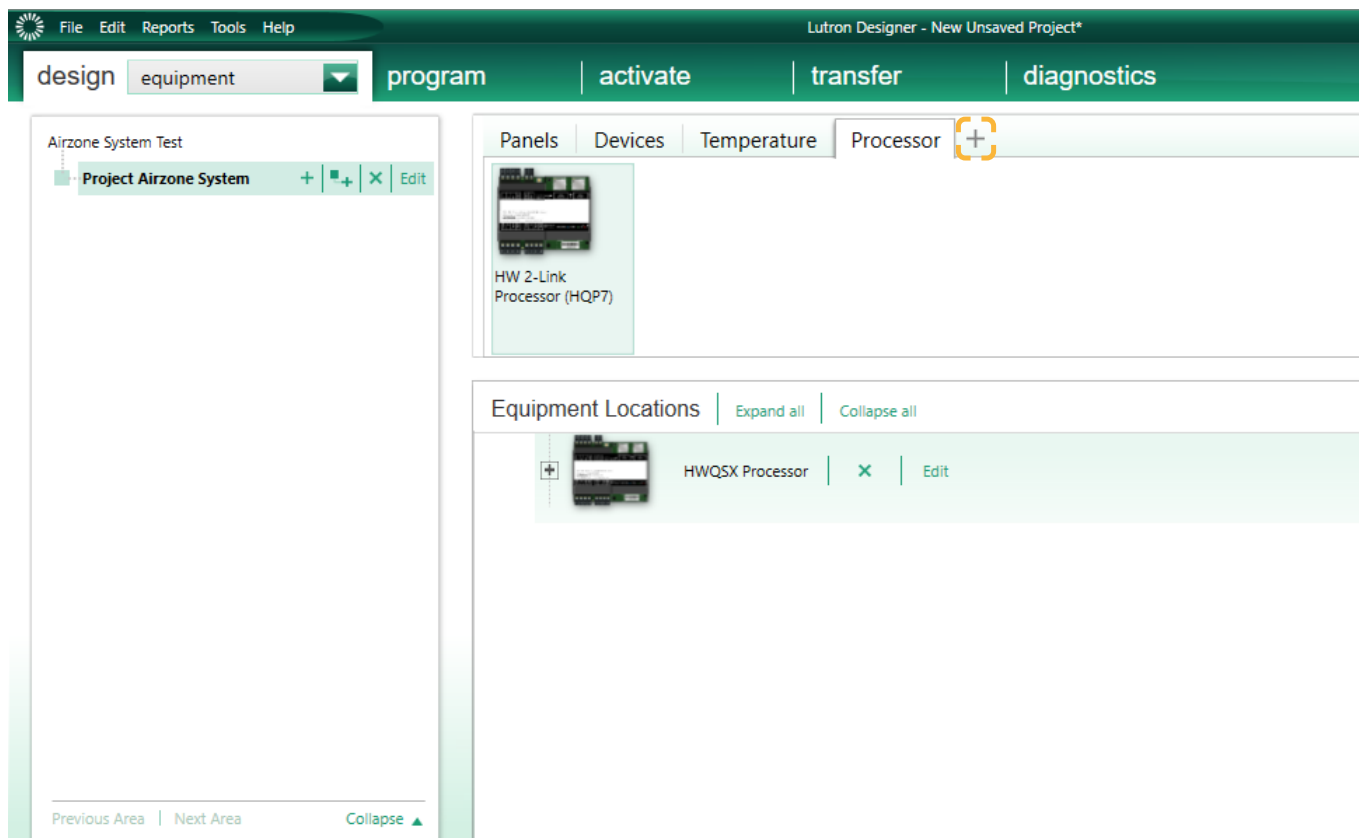 File Edit Reports Tools Help
Lutron Designer - New Unsaved Project*
design equipment program activate transfer diagnostics
Airzone System Test
Project Airzone System + + × Edit
Panels Devices Temperature Processor +
HW 2-Link
Processor (HQP7)
Equipment Locations Expand all Collapse all
HWQSX Processor × Edit
Previous Area Next Area Collapse